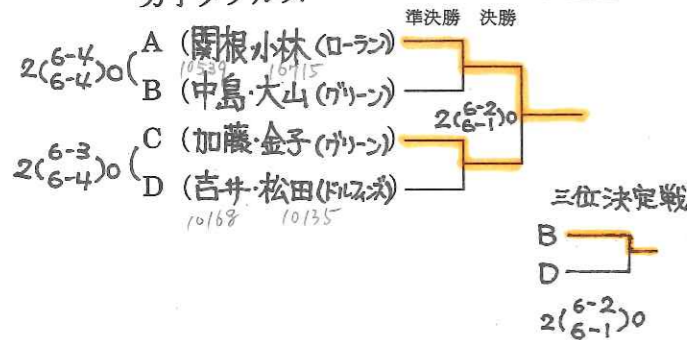 準決勝 決勝
2(6-4 6-4)0
A (関根・小林(ローラン))
10539 16715
B (中島・大山(グリーン))
2(6-2 6-1)0
2(6-3 6-4)0
C (加藤・金子(グリーン))
D (吉井・松田(ドルフィンズ))
10168 10135
三位決定戦
B
D
2(6-2 6-1)0